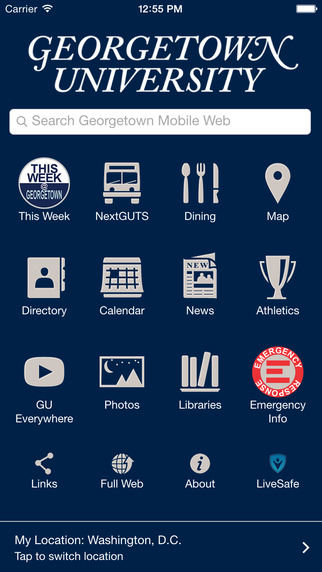 Carrier 12:55 PM
GEORGETOWN
UNIVERSITY
Search Georgetown Mobile Web
THIS
WEEK
@
GEORGETOWN
NEWS
This Week NextGUTS Dining Map
Directory Calendar News Athletics
EMERGENCY
RESPONSE
E
GU
Everywhere
Photos
Libraries
Emergency
Info
Links Full Web About LiveSafe
My Location: Washington, D.C.
Tap to switch location